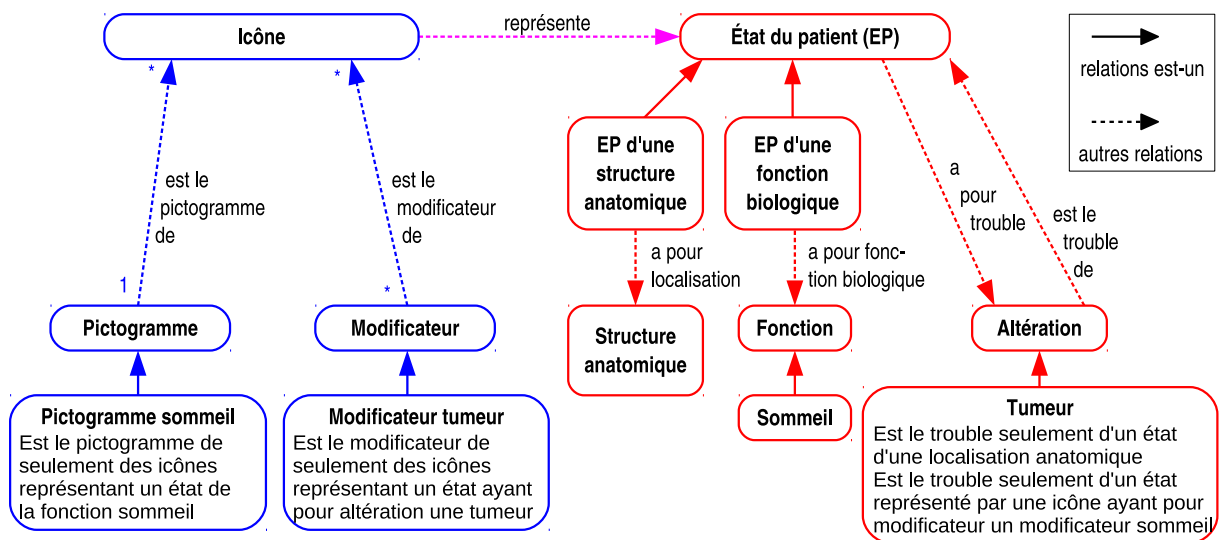 représente
Icône
État du patient (EP)
relations est-un
autres relations
*
*
est le
pictogramme
de
est le
modificateur
de
EP d'une
structure
anatomique
EP d'une
fonction
biologique
a
pour
trouble
est le
trouble
de
a pour
localisation
a pour fonc-
tion biologique
1
*
Pictogramme
Modificateur
Structure
anatomique
Fonction
Altération
Pictogramme sommeil
Est le pictogramme de
seulement des icônes
représentant un état de
la fonction sommeil
Modificateur tumeur
Est le modificateur de
seulement des icônes
représentant un état ayant
pour altération une tumeur
Sommeil
Tumeur
Est le trouble seulement d'un état
d'une localisation anatomique
Est le trouble seulement d'un état
représenté par une icône ayant pour
modificateur un modificateur sommeil